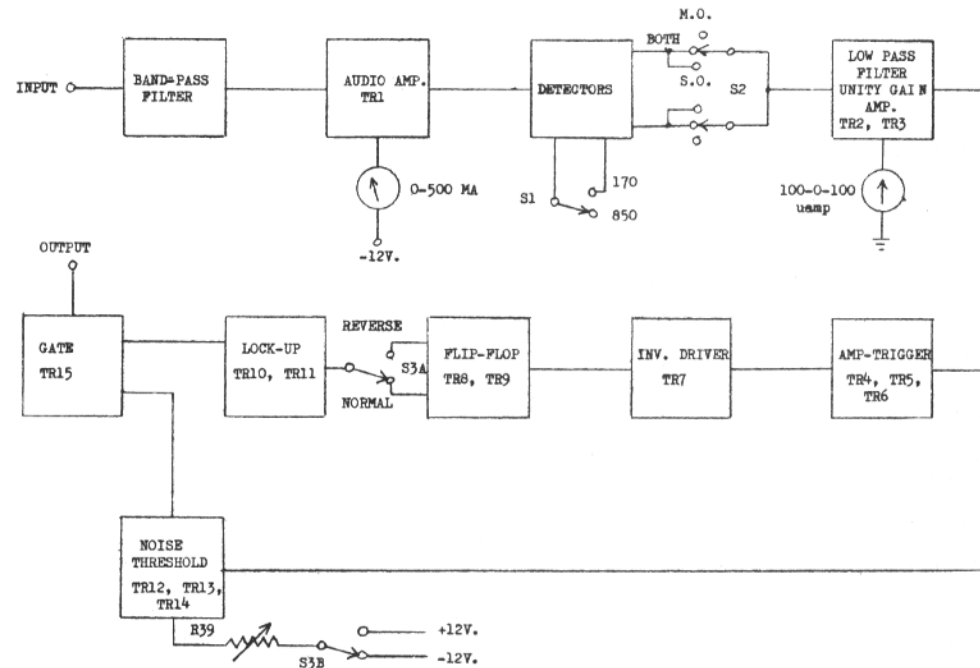 INPUT
BAND-PASS
FILTER
AUDIO AMP.
TR1
0-500 MA
-12V.
DETECTORS
S1
170
850
M.O.
BOTH
S.O.
S2
LOW PASS
FILTER
UNITY GAIN
AMP.
TR2, TR3
100-0-100
uamp
OUTPUT
GATE
TR15
LOCK-UP
TR10, TR11
REVERSE
S3A
NORMAL
FLIP-FLOP
TR8, TR9
INV. DRIVER
TR7
AMP-TRIGGER
TR4, TR5,
TR6
NOISE
THRESHOLD
TR12, TR13,
TR14
R39
S3B
+12V.
-12V.